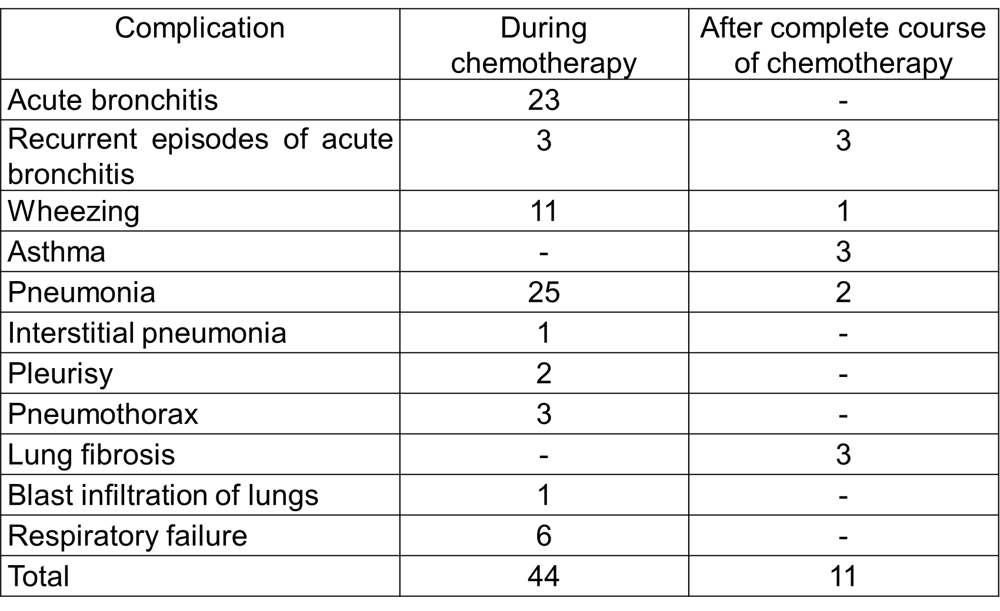 Complication During chemotherapy After complete course of chemotherapy
Acute bronchitis 23 -
Recurrent episodes of acute bronchitis 3 3
Wheezing 11 1
Asthma - 3
Pneumonia 25 2
Interstitial pneumonia 1 -
Pleurisy 2 -
Pneumothorax 3 -
Lung fibrosis - 3
Blast infiltration of lungs 1 -
Respiratory failure 6 -
Total 44 11